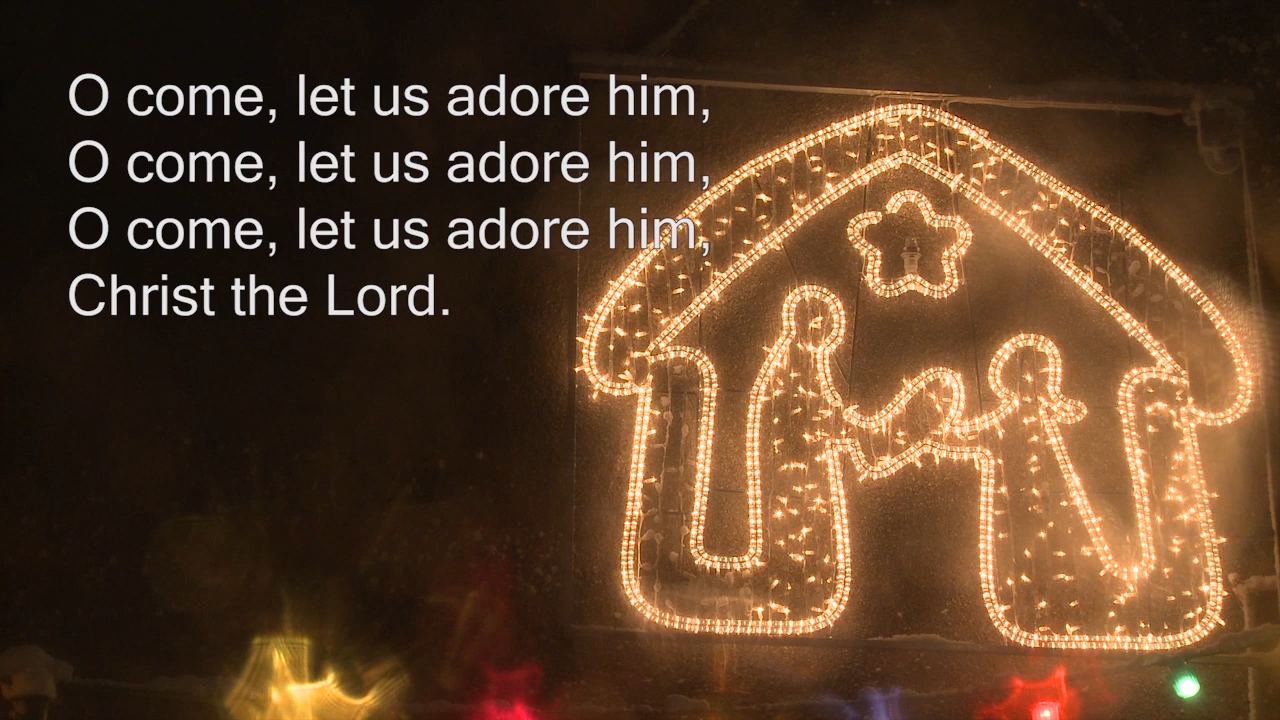 O come, let us adore him,
O come, let us adore him,
O come, let us adore him,
Christ the Lord.